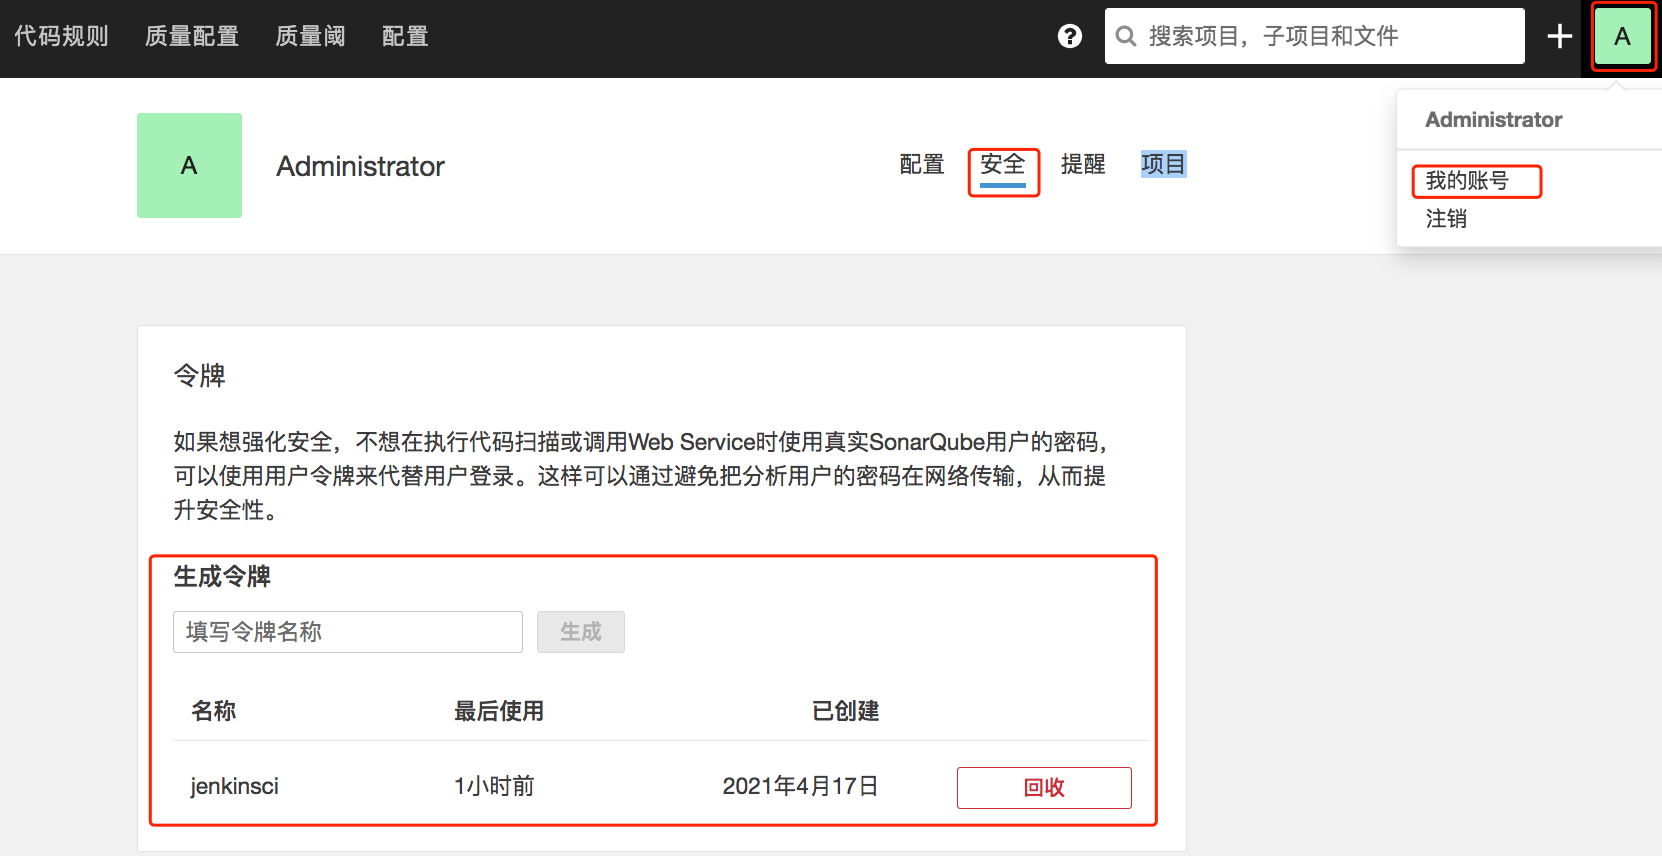 代码规则 质量配置 质量阈 配置 ? 搜索项目，子项目和文件 A
Administrator
我的账号
注销
A Administrator 配置 安全 提醒 项目
令牌
如果想强化安全，不想在执行代码扫描或调用Web Service时使用真实SonarQube用户的密码，
可以使用用户令牌来代替用户登录。这样可以通过避免把分析用户的密码在网络传输，从而提
升安全性。
生成令牌
填写令牌名称 生成
名称 最后使用 已创建
jenkinsci 1小时前 2021年4月17日 回收